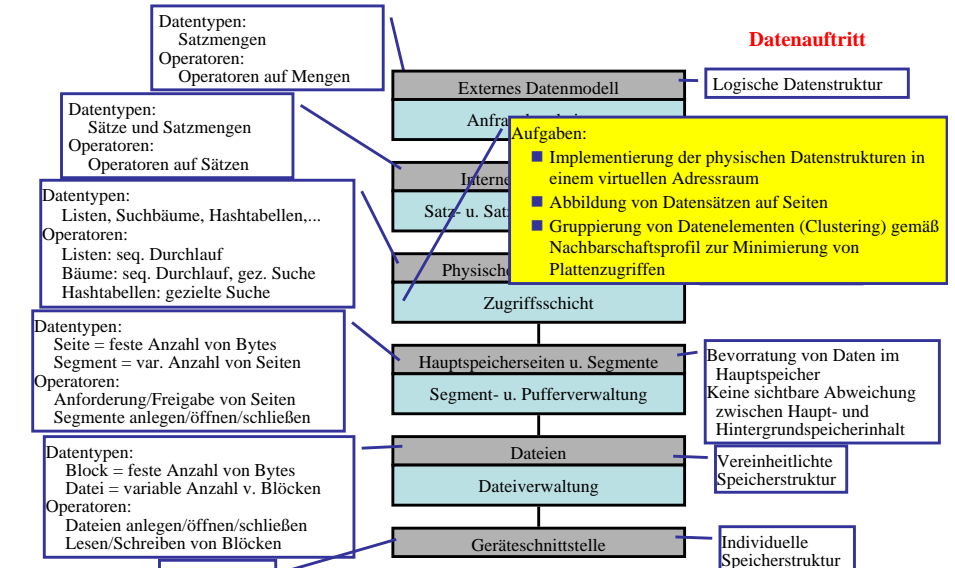 Datentypen:
Satzmengen
Operatoren:
Operatoren auf Mengen
Datenauftritt
Externes Datenmodell
Logische Datenstruktur
Datentypen:
Sätze und Satzmengen
Operatoren:
Operatoren auf Sätzen
Aufgaben:
Implementierung der physischen Datenstrukturen in
einem virtuellen Adressraum
Abbildung von Datensätzen auf Seiten
Gruppierung von Datenelementen (Clustering) gemäß
Nachbarschaftsprofil zur Minimierung von
Plattenzugriffen
Satz- u.
Datentypen:
Listen, Suchbäume, Hashtabellen,...
Operatoren:
Listen: seq. Durchlauf
Bäume: seq. Durchlauf, gez. Suche
Hashtabellen: gezielte Suche
Zugriffsschicht
Datentypen:
Seite = feste Anzahl von Bytes
Segment = var. Anzahl von Seiten
Operatoren:
Anforderung/Freigabe von Seiten
Segmente anlegen/öffnen/schließen
Hauptspeicherseiten u. Segmente
Segment- u. Pufferverwaltung
Bevorratung von Daten im
Hauptspeicher
Keine sichtbare Abweichung
zwischen Haupt- und
Hintergrundspeicherinhalt
Datentypen:
Block = feste Anzahl von Bytes
Datei = variable Anzahl v. Blöcken
Operatoren:
Dateien anlegen/öffnen/schließen
Lesen/Schreiben von Blöcken
Dateien
Dateiverwaltung
Vereinheitlichte
Speicherstruktur
Geräteschnittstelle
Individuelle
Speicherstruktur